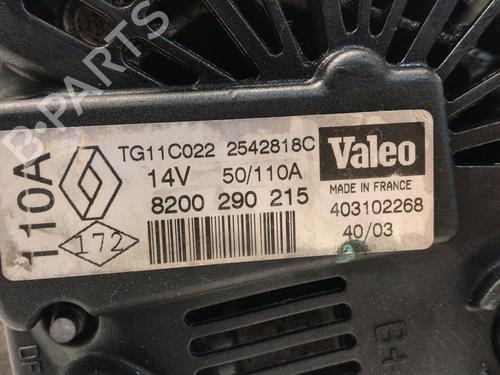 110A
172
TG11C022 2542818C
14V 50/110A
8200 290 215
Valeo
MADE IN FRANCE
403102268
40/03
B+
B-PARTS